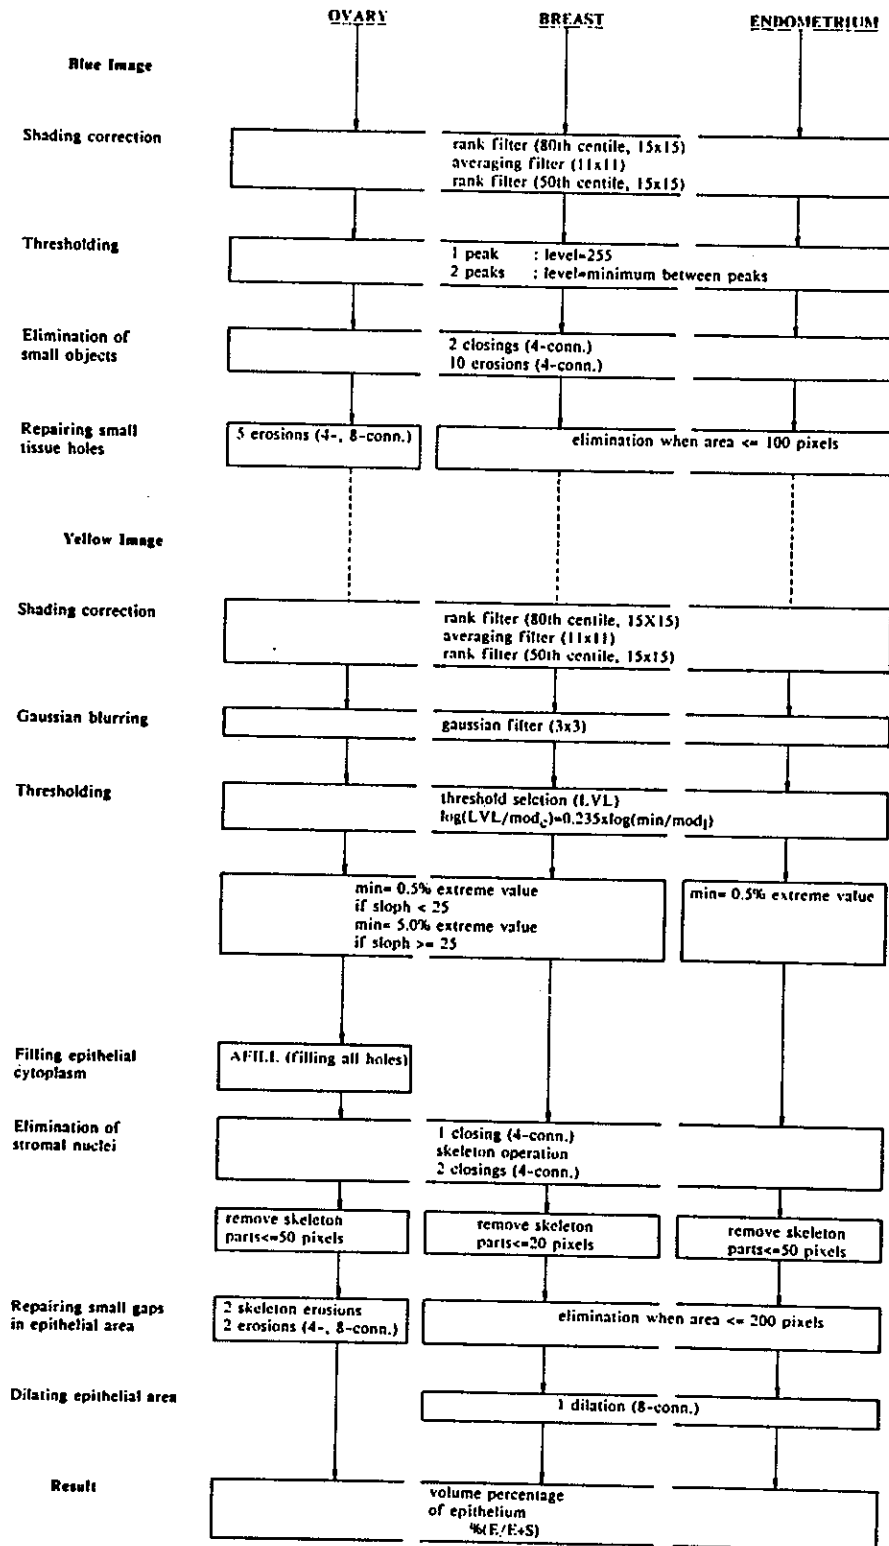 OVARY BREAST ENDOMETRIUM
Blue Image
Shading correction
rank filter (80th centile, 15x15)
averaging filter (11x11)
rank filter (50th centile, 15x15)
Thresholding
1 peak : level=255
2 peaks : level=minimum between peaks
Elimination of
small objects
2 closings (4-conn.)
10 erosions (4-conn.)
Repairing small
tissue holes
5 erosions (4-, 8-conn.)
elimination when area <= 100 pixels
Yellow Image
Shading correction
rank filter (80th centile, 15X15)
averaging filter (11x11)
rank filter (50th centile, 15x15)
Gaussian blurring
gaussian filter (3x3)
Thresholding
threshold selction (LVL)
log(LVL/mod_c)=0.235xlog(min/mod_l)
min= 0.5% extreme value
if sloph < 25
min= 5.0% extreme value
if sloph >= 25
min= 0.5% extreme value
Filling epithelial
cytoplasm
AFILL (filling all holes)
Elimination of
stromal nuclei
1 closing (4-conn.)
skeleton operation
2 closings (4-conn.)
remove skeleton
parts<=50 pixels
remove skeleton
parts<=20 pixels
remove skeleton
parts<=50 pixels
Repairing small gaps
in epithelial area
2 skeleton erosions
2 erosions (4-, 8-conn.)
elimination when area <= 200 pixels
Dilating epithelial area
1 dilation (8-conn.)
Result
volume percentage
of epithelium
%(E/E+S)